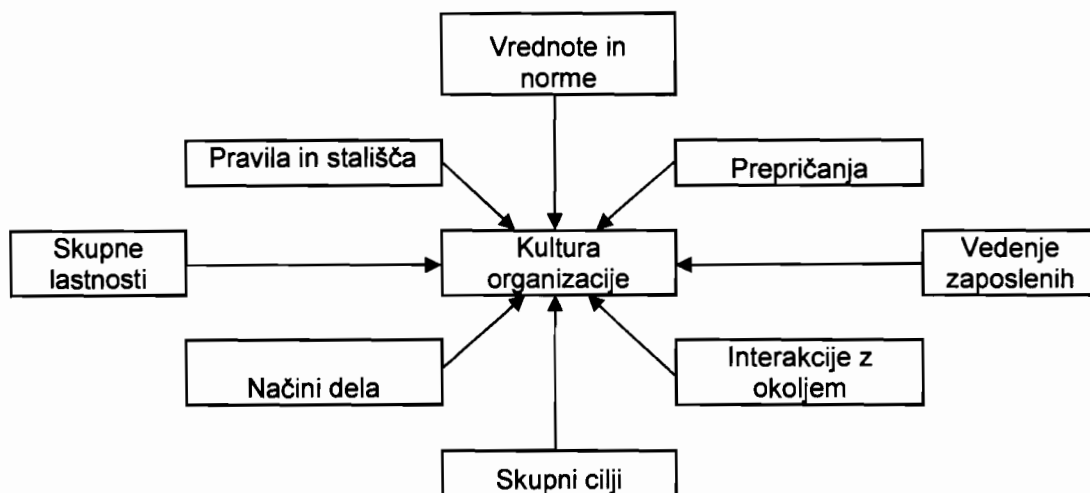 Vrednote in
norme
Pravila in stališča
Prepričanja
Skupne
lastnosti
Kultura
organizacije
Vedenje
zaposlenih
Načini dela
Interakcije z
okoljem
Skupni cilji